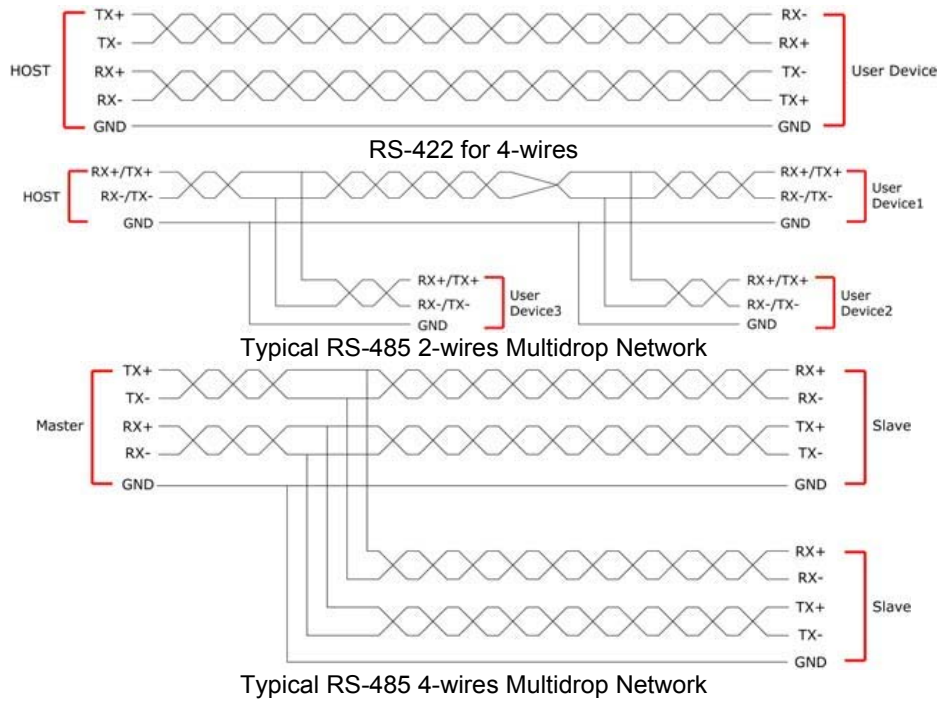 TX+ RX-
TX- RX+
HOST User Device
RX+ TX-
RX- TX+
GND GND
RS-422 for 4-wires
RX+/TX+ RX+/TX+
HOST RX-/TX- RX-/TX- User
Device1
GND GND
RX+/TX+ RX+/TX+
RX-/TX- User RX-/TX- User
Device3 Device2
GND GND
Typical RS-485 2-wires Multidrop Network
TX+ RX+
TX- RX-
Master RX+ TX+ Slave
RX- TX-
GND GND
RX+
RX-
TX+ Slave
TX-
GND
Typical RS-485 4-wires Multidrop Network